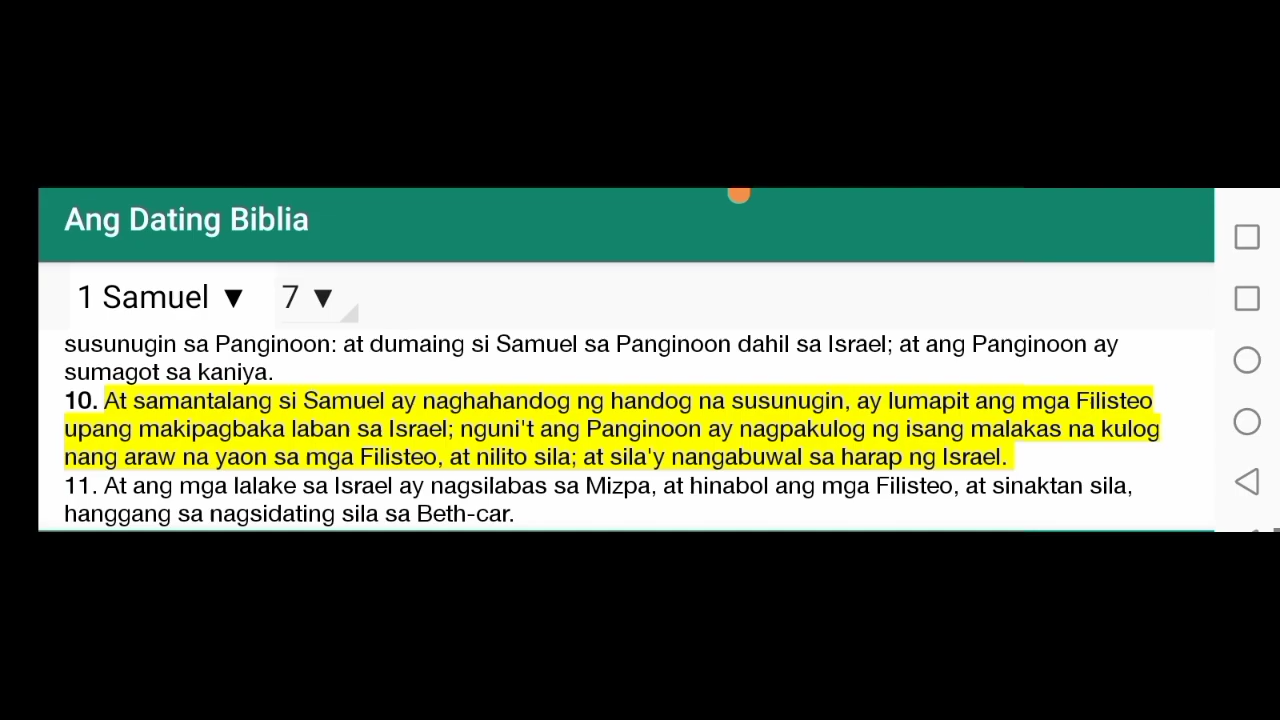 Ang Dating Biblia
1 Samuel ▼ 7 ▼
susunugin sa Panginoon: at dumaing si Samuel sa Panginoon dahil sa Israel; at ang Panginoon ay
sumagot sa kaniya.
10. At samantalang si Samuel ay naghahandog ng handog na susunugin, ay lumapit ang mga Filisteo
upang makipagbaka laban sa Israel; nguni't ang Panginoon ay nagpakulog ng isang malakas na kulog
nang araw na yaon sa mga Filisteo, at nilito sila; at sila'y nangabuwal sa harap ng Israel.
11. At ang mga lalake sa Israel ay nagsilabas sa Mizpa, at hinabol ang mga Filisteo, at sinaktan sila,
hanggang sa nagsidating sila sa Beth-car.